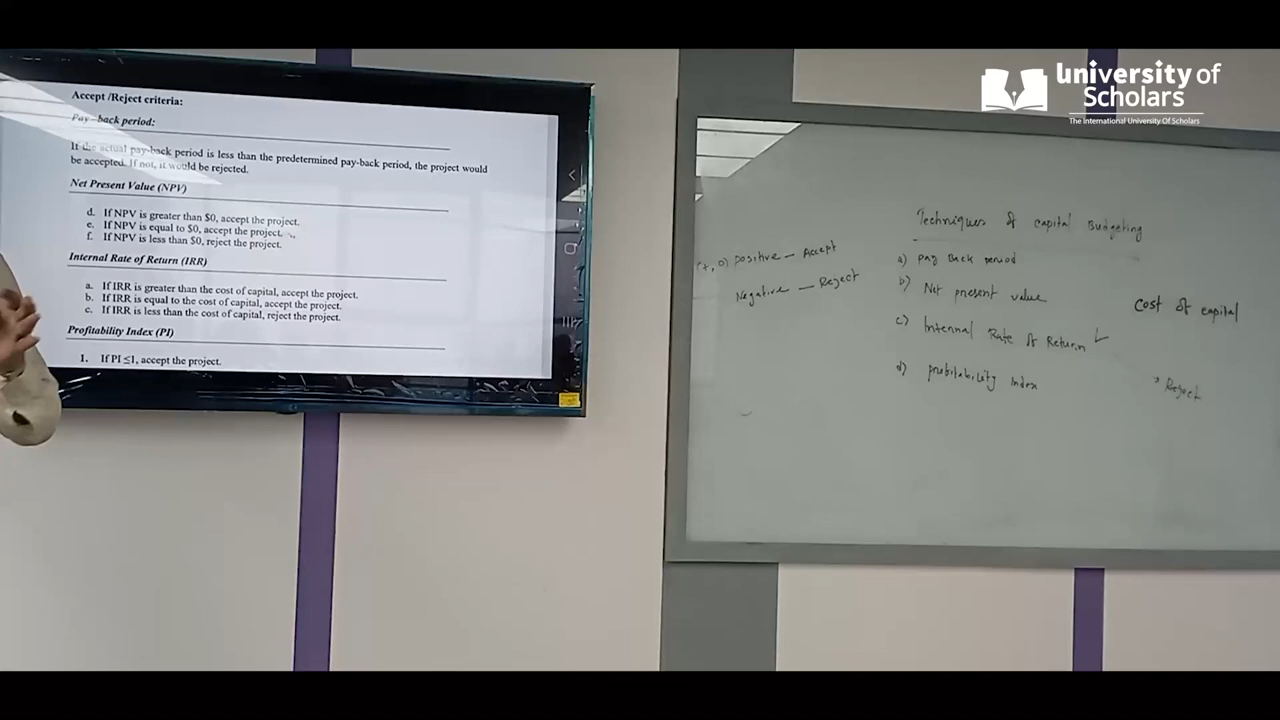 University of
Scholars
The International University Of Scholars
Accept /Reject criteria:
Pay-back period:
If the actual pay-back period is less than the predetermined pay-back period, the project would
be accepted. If not, it would be rejected.
Net Present Value (NPV)
d. If NPV is greater than $0, accept the project.
e. If NPV is equal to $0, accept the project.
f. If NPV is less than $0, reject the project.
Internal Rate of Return (IRR)
a. If IRR is greater than the cost of capital, accept the project.
b. If IRR is equal to the cost of capital, accept the project.
c. If IRR is less than the cost of capital, reject the project.
Profitability Index (PI)
1. If PI ≤1, accept the project.
Techniques of capital Budgeting
(+, 0) positive — Accept
Negative — Reject
a) Pay Back period
b) Net present value
c) Internal Rate of Return
d) profitability index
Cost of capital
Reject